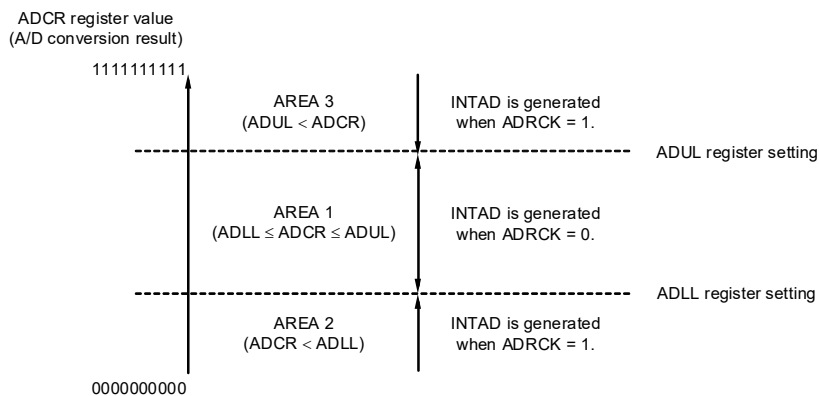 ADCR register value
(A/D conversion result)
1111111111
AREA 3
(ADUL < ADCR)
INTAD is generated
when ADRCK = 1.
ADUL register setting
AREA 1
(ADLL ≤ ADCR ≤ ADUL)
INTAD is generated
when ADRCK = 0.
ADLL register setting
AREA 2
(ADCR < ADLL)
INTAD is generated
when ADRCK = 1.
0000000000